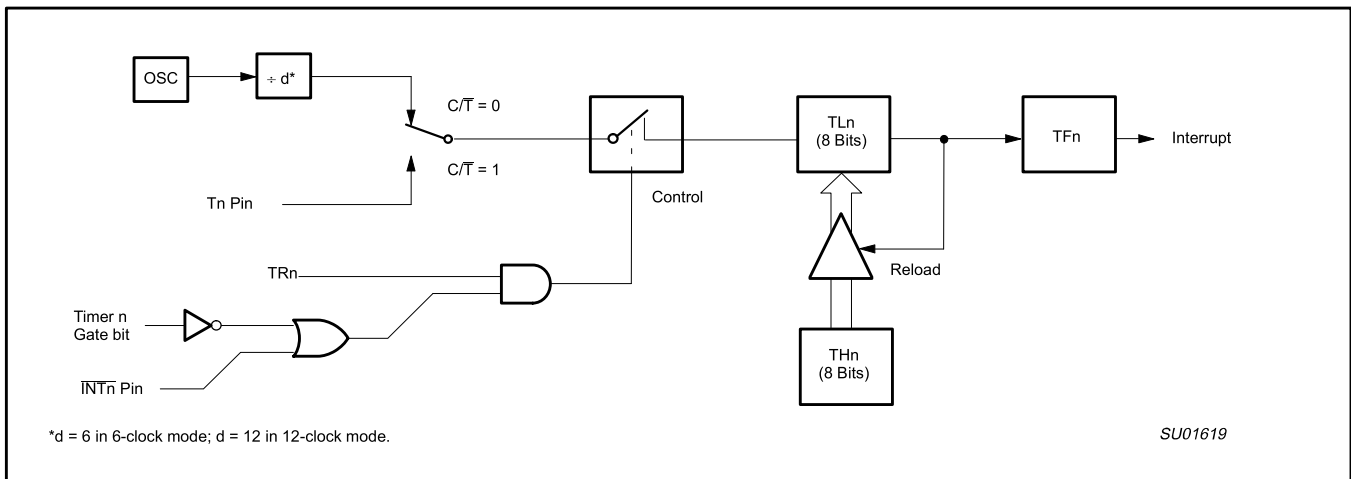 OSC
÷ d*
C/T̅ = 0
C/T̅ = 1
Tn Pin
Control
TLn
(8 Bits)
TFn
Interrupt
Reload
TRn
Timer n
Gate bit
I̅N̅T̅n̅ Pin
THn
(8 Bits)
*d = 6 in 6-clock mode; d = 12 in 12-clock mode.
SU01619